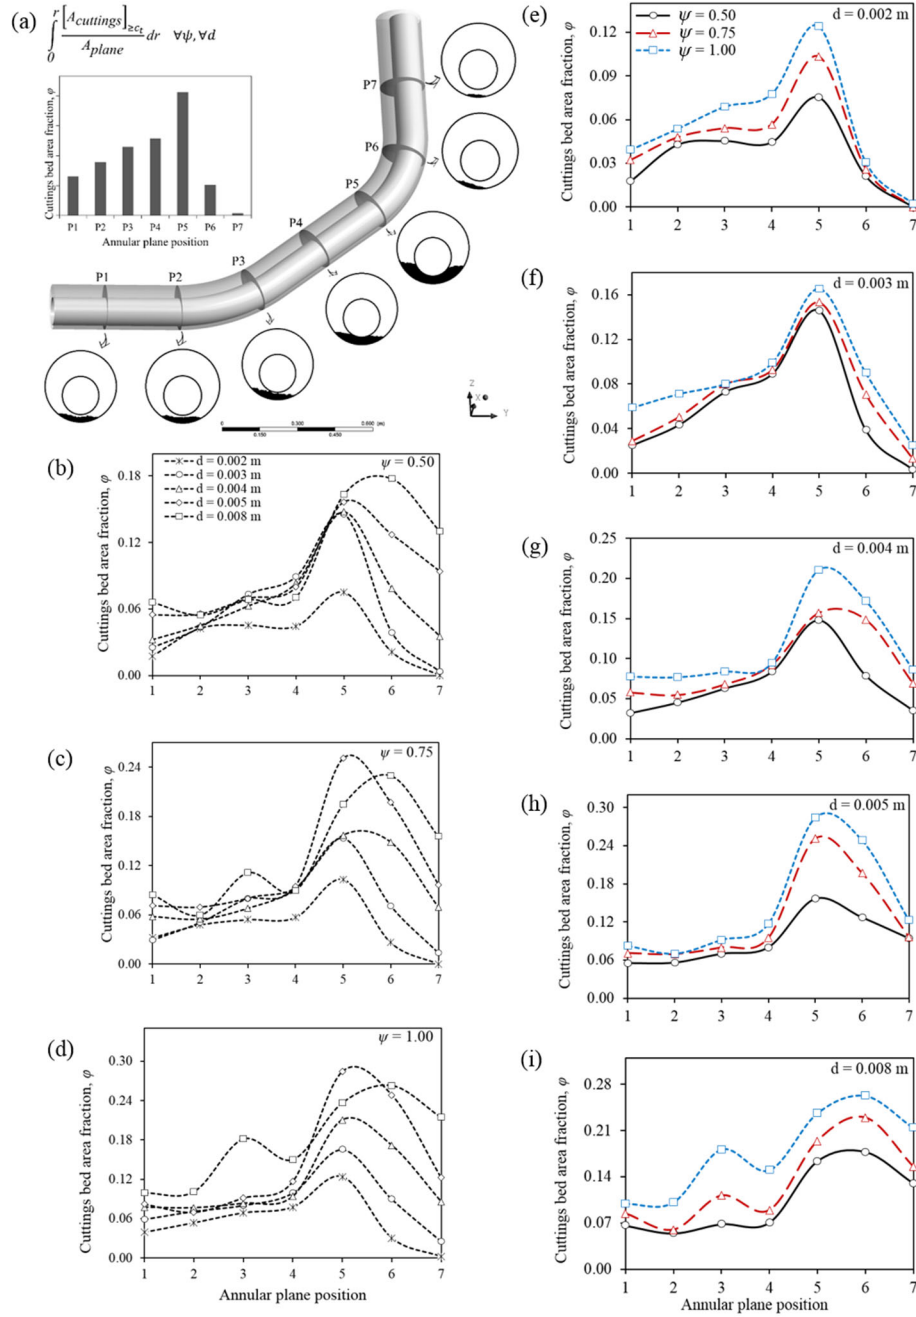 (a)
∫₀ʳ [A_cuttings]≥c_t / A_plane dr ∀ψ,∀d
Cuttings bed area fraction, φ
P1 P2 P3 P4 P5 P6 P7
Annular plane position
P1
P2
P3
P4
P5
P6
P7
0 0.300 0.600 (m)
0.150 0.450
Z
X
Y
(b)
Cuttings bed area fraction, φ
d = 0.002 m
d = 0.003 m
d = 0.004 m
d = 0.005 m
d = 0.008 m
ψ = 0.50
0.18
0.12
0.06
0.00
1 2 3 4 5 6 7
(c)
Cuttings bed area fraction, φ
ψ = 0.75
0.24
0.18
0.12
0.06
0.00
1 2 3 4 5 6 7
(d)
Cuttings bed area fraction, φ
ψ = 1.00
0.30
0.24
0.18
0.12
0.06
0.00
1 2 3 4 5 6 7
Annular plane position
(e)
Cuttings bed area fraction, φ
ψ = 0.50
ψ = 0.75
ψ = 1.00
d = 0.002 m
0.12
0.09
0.06
0.03
0.00
1 2 3 4 5 6 7
(f)
Cuttings bed area fraction, φ
d = 0.003 m
0.16
0.12
0.08
0.04
0.00
1 2 3 4 5 6 7
(g)
Cuttings bed area fraction, φ
d = 0.004 m
0.25
0.20
0.15
0.10
0.05
0.00
1 2 3 4 5 6 7
(h)
Cuttings bed area fraction, φ
d = 0.005 m
0.30
0.24
0.18
0.12
0.06
0.00
1 2 3 4 5 6 7
(i)
Cuttings bed area fraction, φ
d = 0.008 m
0.28
0.21
0.14
0.07
0.00
1 2 3 4 5 6 7
Annular plane position